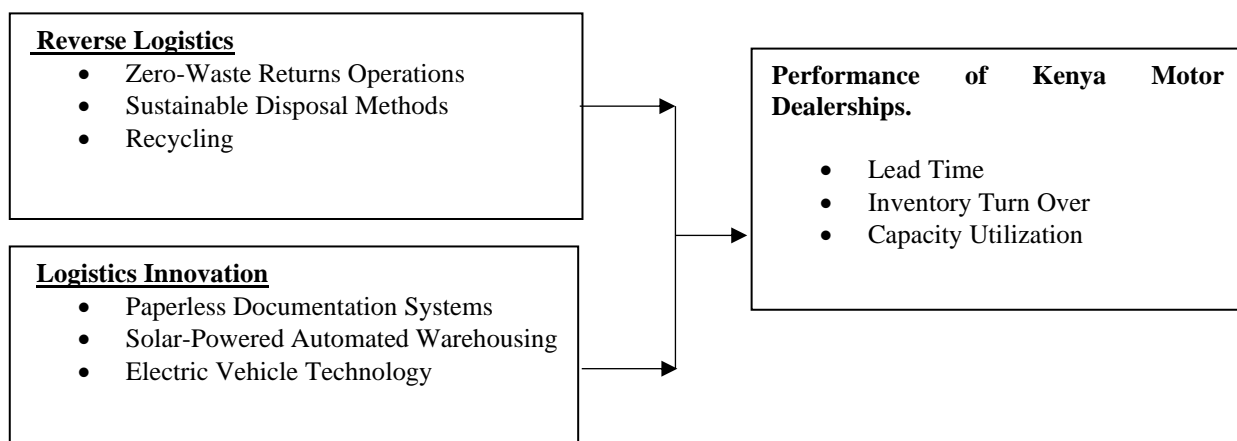 Reverse Logistics
• Zero-Waste Returns Operations
• Sustainable Disposal Methods
• Recycling
Logistics Innovation
• Paperless Documentation Systems
• Solar-Powered Automated Warehousing
• Electric Vehicle Technology
Performance of Kenya Motor
Dealerships.
• Lead Time
• Inventory Turn Over
• Capacity Utilization